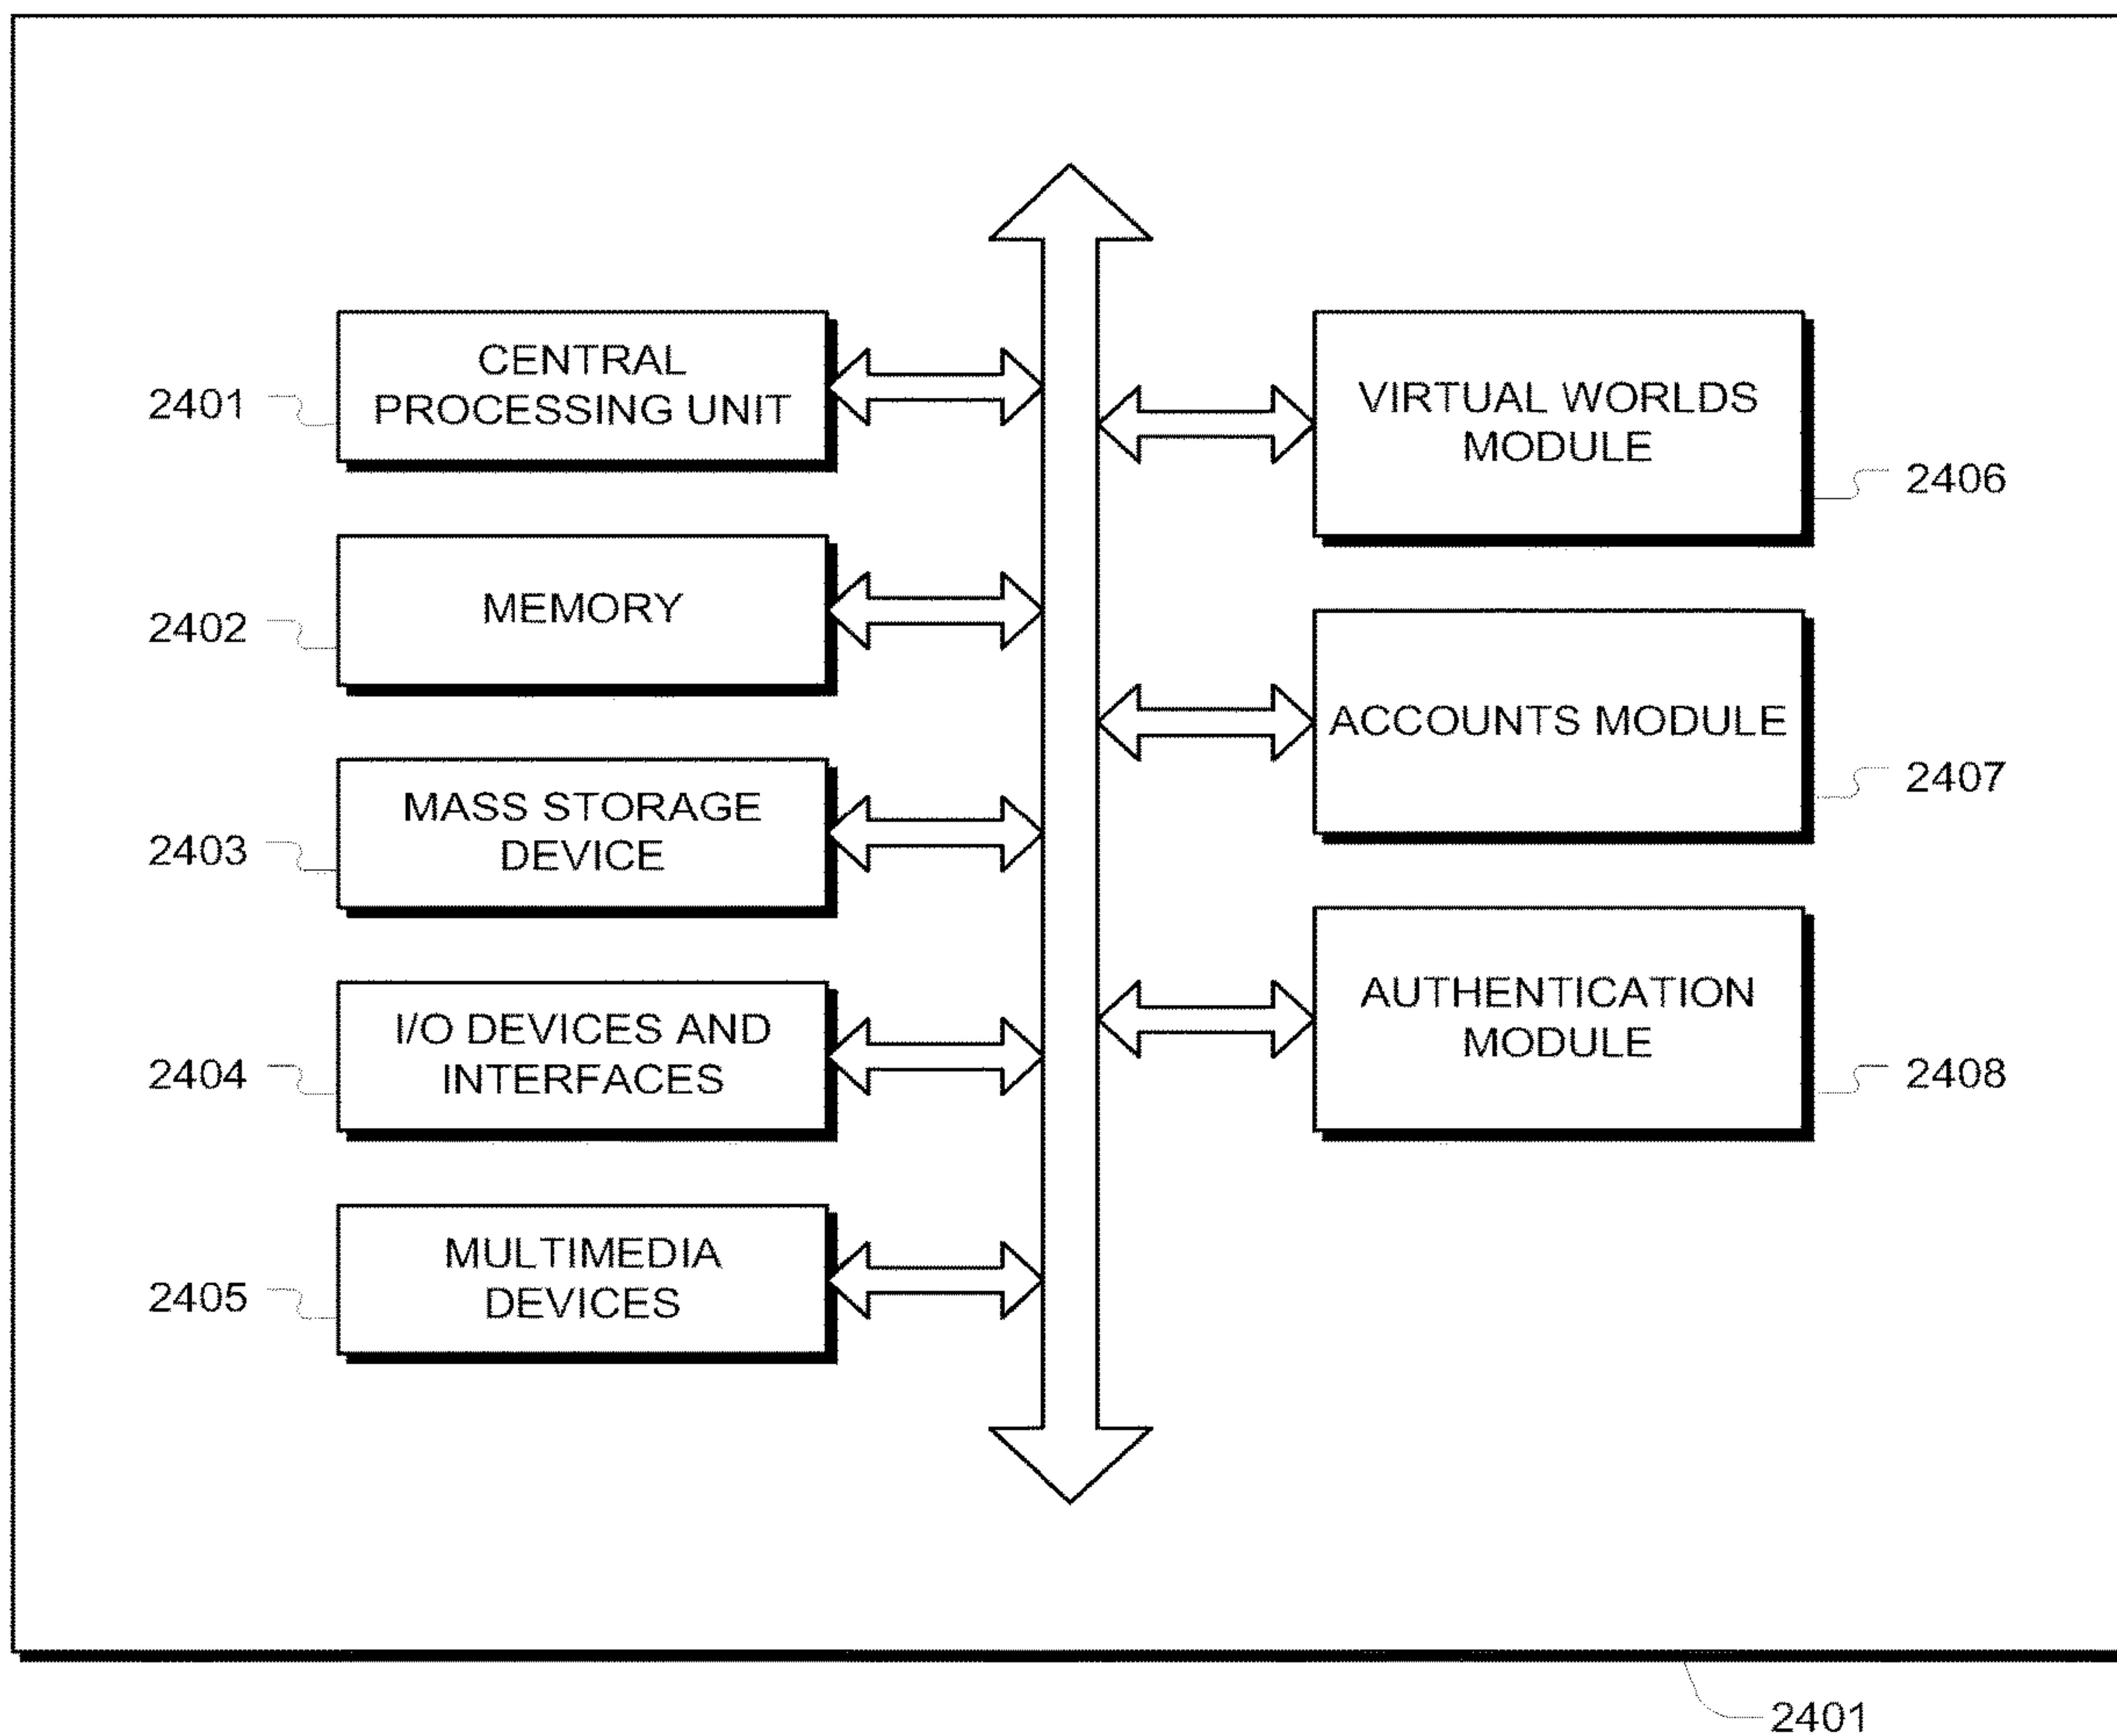 CENTRAL
PROCESSING UNIT
2401
MEMORY
2402
MASS STORAGE
DEVICE
2403
I/O DEVICES AND
INTERFACES
2404
MULTIMEDIA
DEVICES
2405
VIRTUAL WORLDS
MODULE
2406
ACCOUNTS MODULE
2407
AUTHENTICATION
MODULE
2408
2401